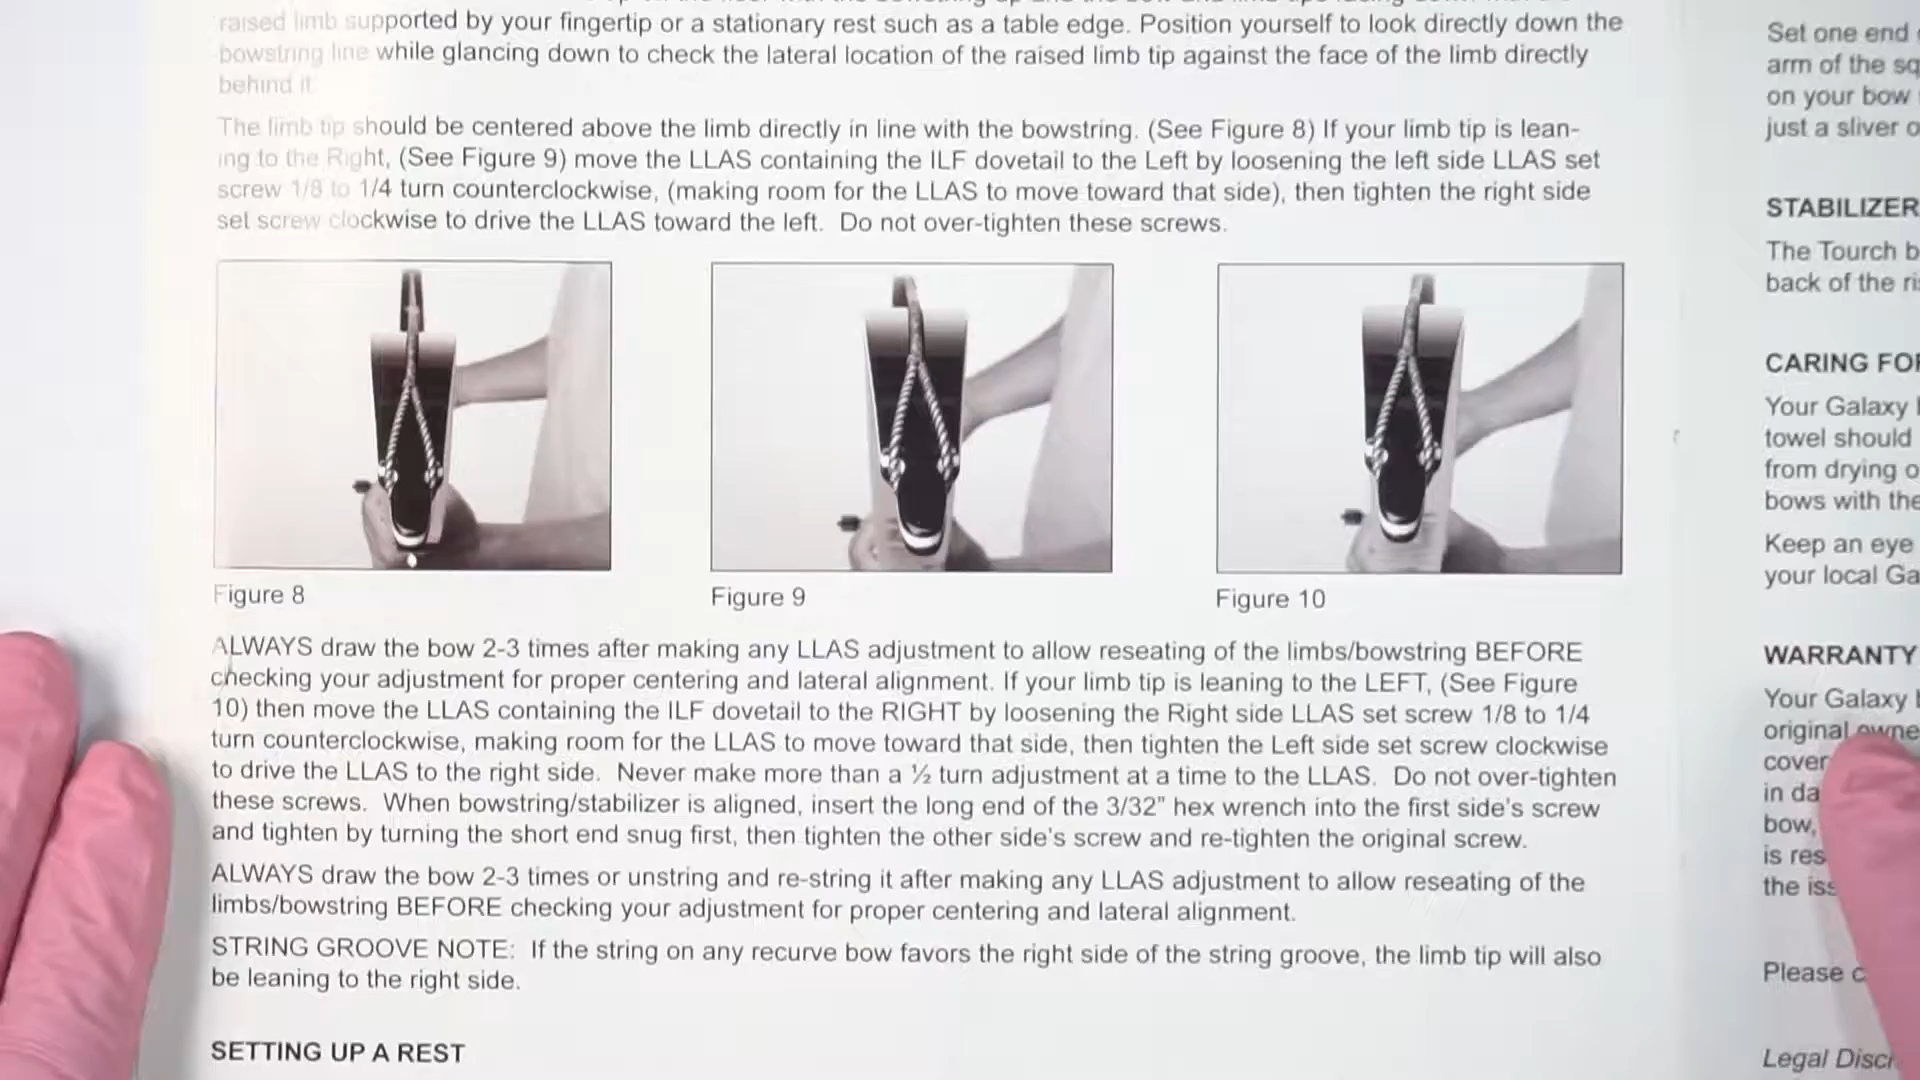 raised limb supported by your fingertip or a stationary rest such as a table edge. Position yourself to look directly down the
bowstring line while glancing down to check the lateral location of the raised limb tip against the face of the limb directly
behind it.
The limb tip should be centered above the limb directly in line with the bowstring. (See Figure 8) If your limb tip is lean-
ing to the Right, (See Figure 9) move the LLAS containing the ILF dovetail to the Left by loosening the left side LLAS set
screw 1/8 to 1/4 turn counterclockwise, (making room for the LLAS to move toward that side), then tighten the right side
set screw clockwise to drive the LLAS toward the left. Do not over-tighten these screws.
Figure 8
Figure 9
Figure 10
ALWAYS draw the bow 2-3 times after making any LLAS adjustment to allow reseating of the limbs/bowstring BEFORE
checking your adjustment for proper centering and lateral alignment. If your limb tip is leaning to the LEFT, (See Figure
10) then move the LLAS containing the ILF dovetail to the RIGHT by loosening the Right side LLAS set screw 1/8 to 1/4
turn counterclockwise, making room for the LLAS to move toward that side, then tighten the Left side set screw clockwise
to drive the LLAS to the right side. Never make more than a ½ turn adjustment at a time to the LLAS. Do not over-tighten
these screws. When bowstring/stabilizer is aligned, insert the long end of the 3/32" hex wrench into the first side's screw
and tighten by turning the short end snug first, then tighten the other side's screw and re-tighten the original screw.
ALWAYS draw the bow 2-3 times or unstring and re-string it after making any LLAS adjustment to allow reseating of the
limbs/bowstring BEFORE checking your adjustment for proper centering and lateral alignment.
STRING GROOVE NOTE: If the string on any recurve bow favors the right side of the string groove, the limb tip will also
be leaning to the right side.
SETTING UP A REST
Set one end
arm of the sq
on your bow
just a sliver o
STABILIZER
The Tourch b
back of the ri
CARING FOR
Your Galaxy
towel should
from drying o
bows with the
Keep an eye
your local Ga
WARRANTY
Your Galaxy
original owne
cover
in da
bow,
is res
the iss
Please c
Legal Disc